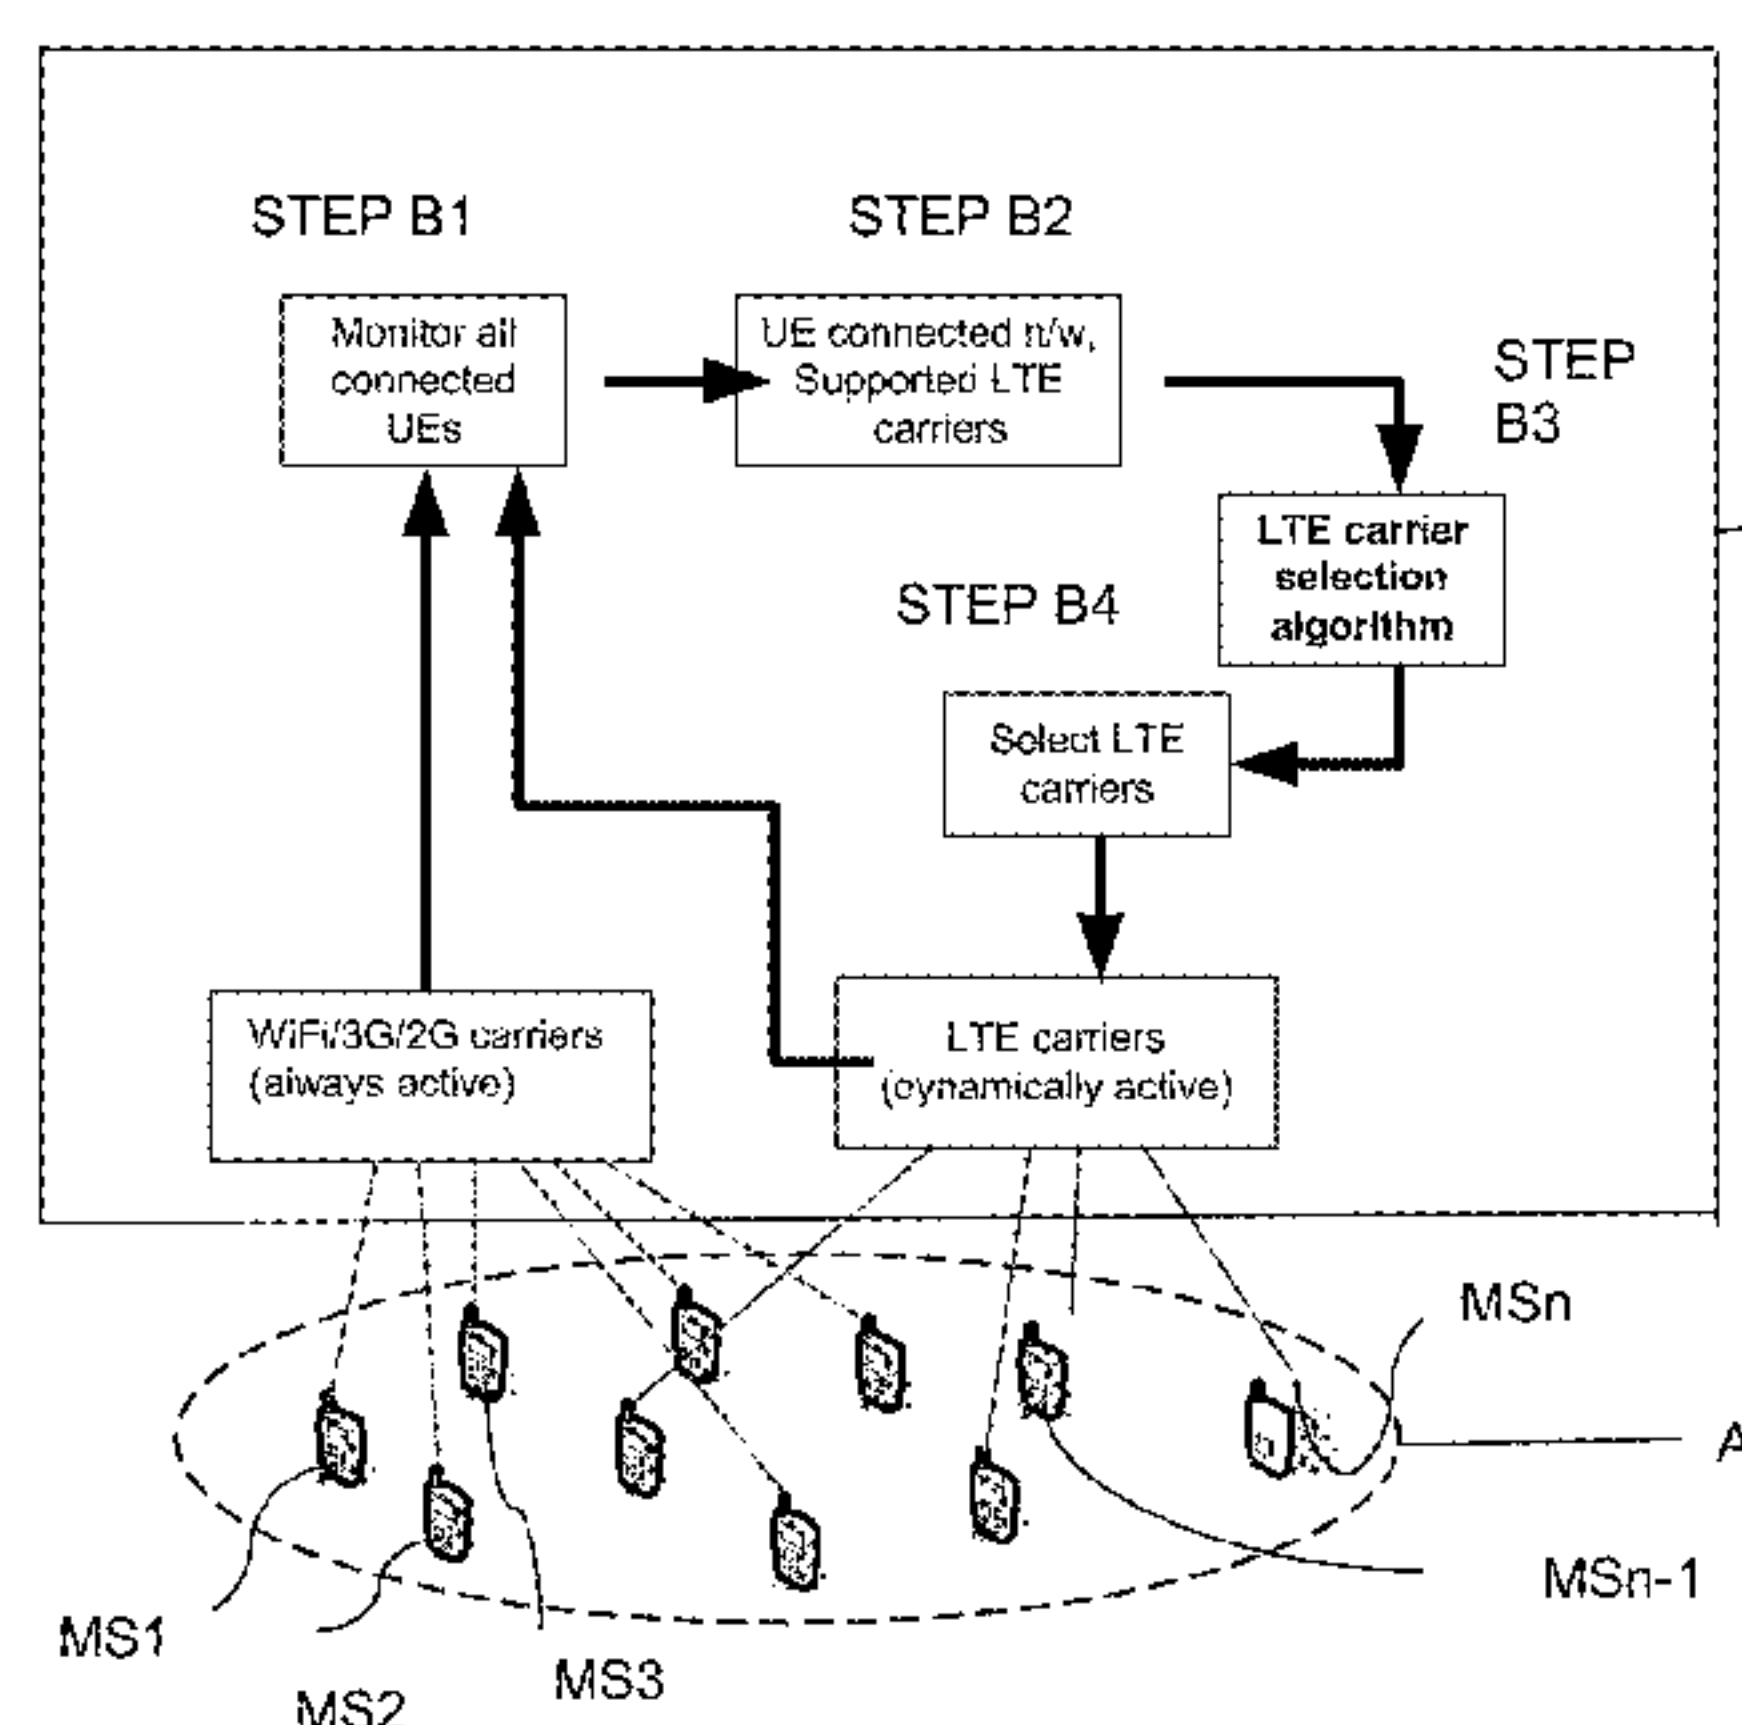 STEP B1
STEP B2
Monitor all
connected
UEs
UE connected n/w,
Supported LTE
carriers
STEP
B3
LTE carrier
selection
algorithm
STEP B4
Select LTE
carriers
WiFi/3G/2G carriers
(always active)
LTE carriers
(dynamically active)
MSn
A
MSn-1
MS1
MS3
MS2